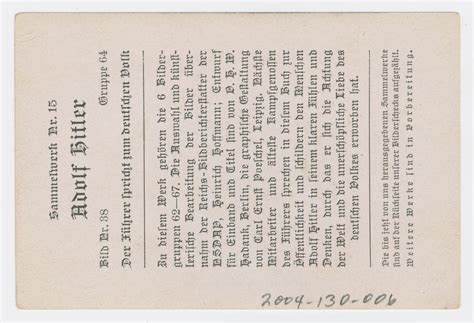 Sammelwerk Nr. 15
Adolf Hitler
Bild Nr. 38 Gruppe 64
Der Führer spricht zum deutschen Volk
Zu diesem Werk gehören die 6 Bilder-
gruppen 62—67. Die Auswahl und künst-
lerische Bearbeitung der Bilder über-
nahm der Reichs-Bildberichterstatter der
NSDAP, Heinrich Hoffmann; Entwurf
für Einband und Titel sind von O. H. W.
Hadank, Berlin, die graphische Gestaltung
von Carl Ernst Poeschel, Leipzig. Nächste
Mitarbeiter und älteste Kampfgenossen
des Führers sprechen in diesem Buch zur
Öffentlichkeit und schildern den Menschen
Adolf Hitler in seinem klaren Fühlen und
Denken, durch das er sich die Achtung
der Welt und die unerschöpfliche Liebe des
deutschen Volkes erworben hat.
Die bis jetzt von uns herausgegebenen Sammelwerke
sind auf der Rückseite unserer Bilderschecks aufgezählt.
Weitere Werke sind in Vorbereitung.
2004-130-006